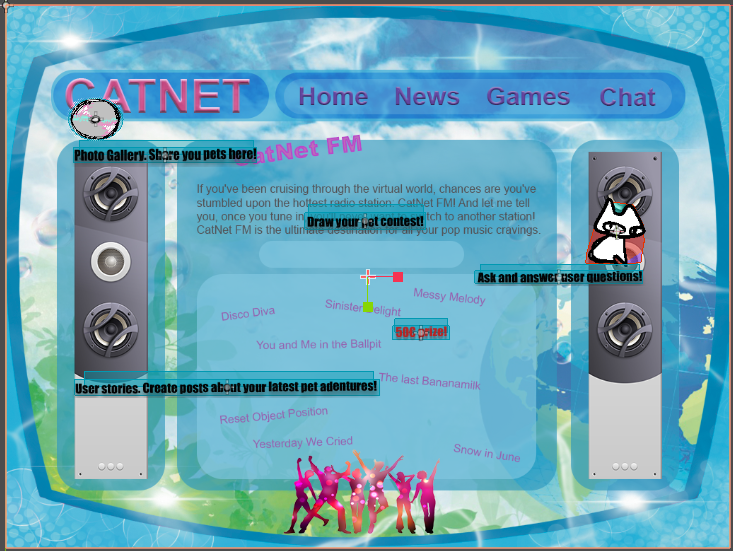 CATNET
Home News Games Chat
CatNet FM
Photo Gallery. Share you pets here!
If you've been cruising through the virtual world, chances are you've
stumbled upon the hottest radio station: CatNet FM! And let me tell
you, once you tune in switch to another station!
CatNet FM is the ultimate destination for all your pop music cravings.
Draw your pet contest!
Ask and answer user questions!
Messy Melody
Sinister Delight
Disco Diva
You and Me in the Ballpit
The last Bananamilk
User stories. Create posts about your latest pet adentures!
Reset Object Position
Yesterday We Cried
Snow in June